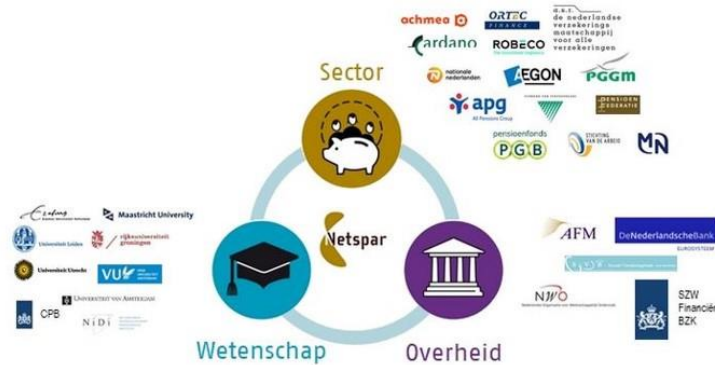 achmea
ORTEC
FINANCE
a.s.r.
de nederlandse
verzekerings
maatschappij
voor alle
verzekeringen
cardano
ROBECO
nationale
nederlanden
AEGON
PGGM
apg
PENSIOEN
FEDERATIE
pensioenfonds
PGB
STICHTING
VAN DE ARBEID
MN
Sector
Netspar
Wetenschap
Overheid
Erasmus
Maastricht University
Universiteit Leiden
rijksuniversiteit
groningen
Universiteit Utrecht
VU
UNIVERSITEIT VAN AMSTERDAM
CPB
NiDi
AFM
DeNederlandscheBank
EUROSYSTEEM
NWO
SZW
Financiën
BZK